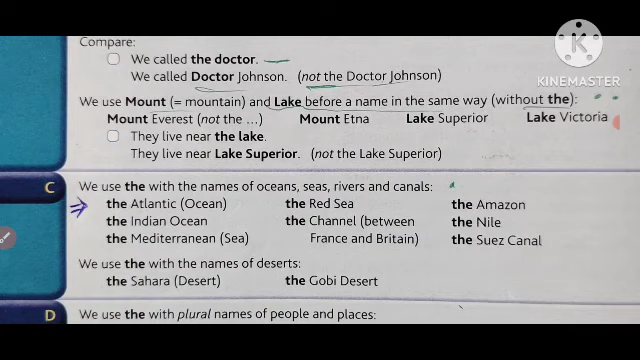 Compare:
We called the doctor.
We called Doctor Johnson. (not the Doctor Johnson)
We use Mount (= mountain) and Lake before a name in the same way (without the):
Mount Everest (not the ...) Mount Etna Lake Superior Lake Victoria
They live near the lake.
They live near Lake Superior. (not the Lake Superior)
C We use the with the names of oceans, seas, rivers and canals:
the Atlantic (Ocean) the Red Sea the Amazon
the Indian Ocean the Channel (between the Nile
the Mediterranean (Sea) France and Britain) the Suez Canal
We use the with the names of deserts:
the Sahara (Desert) the Gobi Desert
D We use the with plural names of people and places:
KINEMASTER